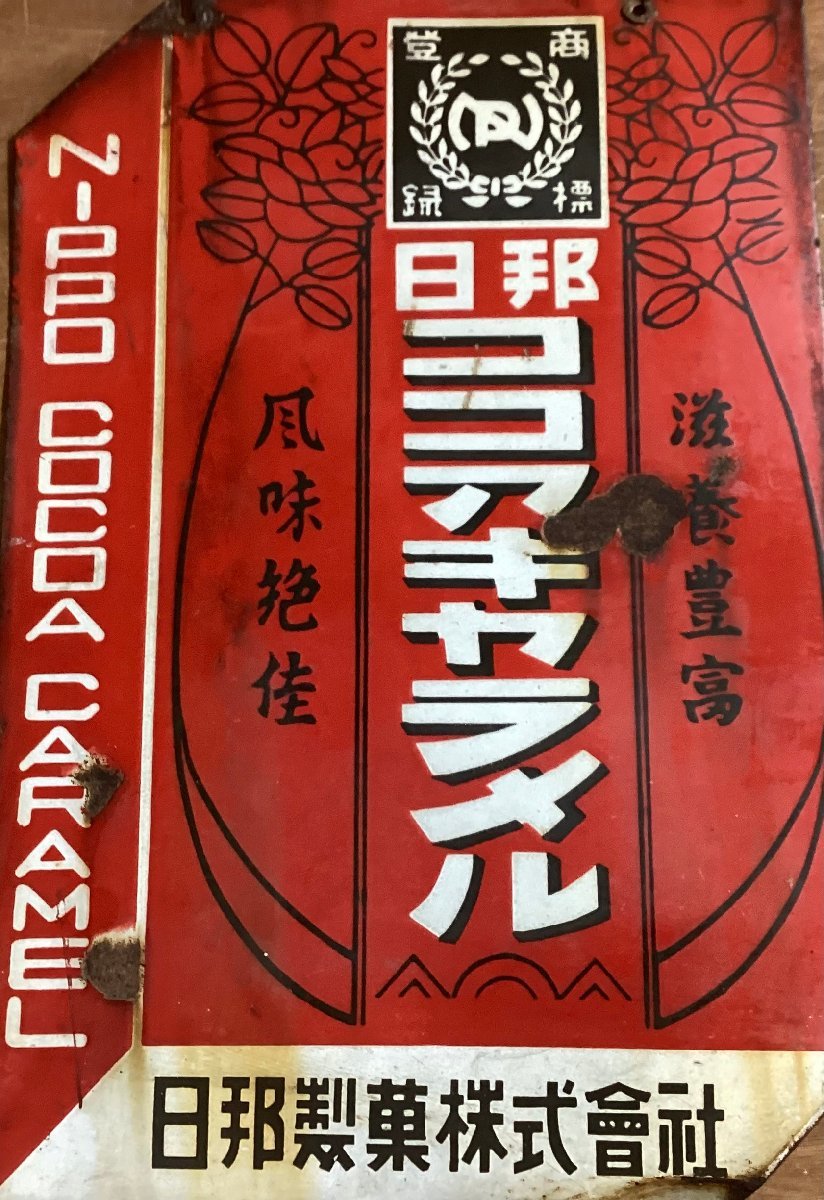 商標
登録
日邦
ココアキャラメル
滋養豊富
風味絶佳
NIPPO COCOA CARAMEL
日邦製菓株式會社